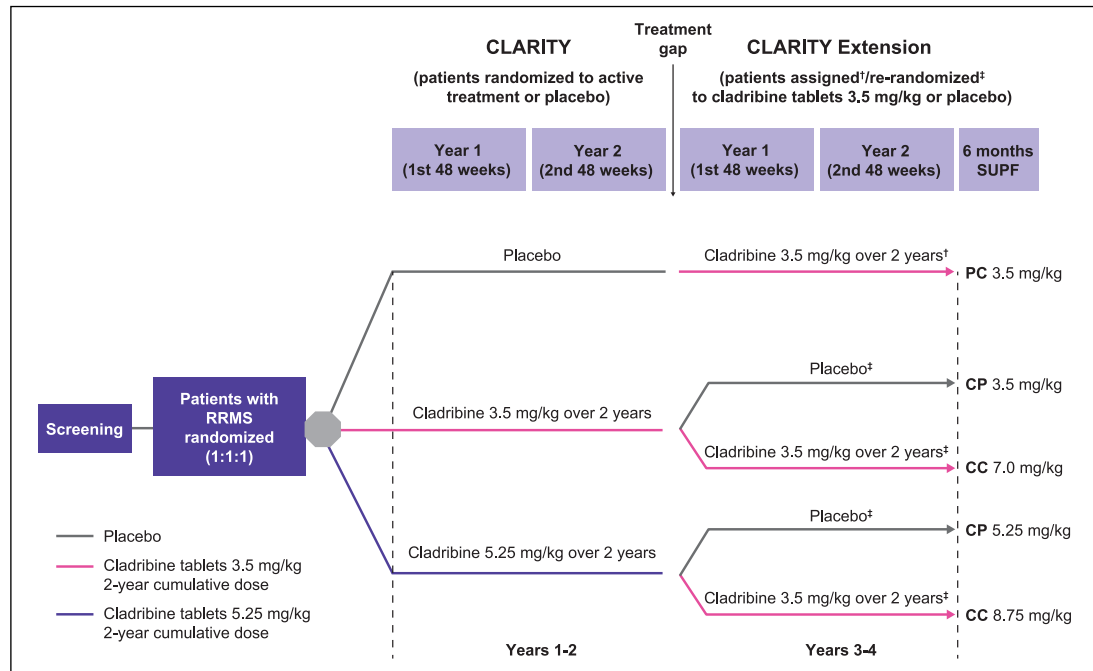 CLARITY
(patients randomized to active
treatment or placebo)
Treatment
gap
CLARITY Extension
(patients assigned†/re-randomized‡
to cladribine tablets 3.5 mg/kg or placebo)
Year 1
(1st 48 weeks)
Year 2
(2nd 48 weeks)
Year 1
(1st 48 weeks)
Year 2
(2nd 48 weeks)
6 months
SUPF
Placebo
Cladribine 3.5 mg/kg over 2 years†
PC 3.5 mg/kg
Screening
Patients with
RRMS
randomized
(1:1:1)
Cladribine 3.5 mg/kg over 2 years
Placebo‡
CP 3.5 mg/kg
Cladribine 3.5 mg/kg over 2 years‡
CC 7.0 mg/kg
Cladribine 5.25 mg/kg over 2 years
Placebo‡
CP 5.25 mg/kg
Cladribine 3.5 mg/kg over 2 years‡
CC 8.75 mg/kg
Placebo
Cladribine tablets 3.5 mg/kg
2-year cumulative dose
Cladribine tablets 5.25 mg/kg
2-year cumulative dose
Years 1-2
Years 3-4